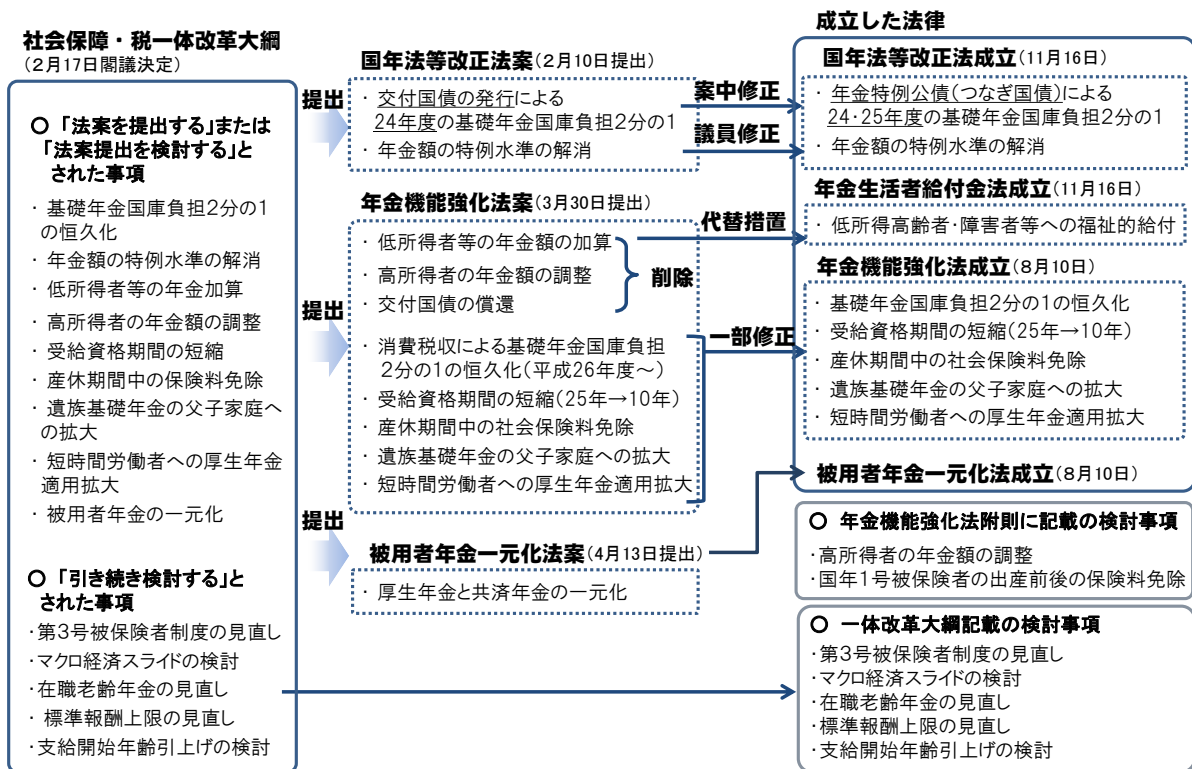 社会保障・税一体改革大綱
(2月17日閣議決定)
〇 「法案を提出する」または
「法案提出を検討する」と
された事項
・ 基礎年金国庫負担2分の1
の恒久化
・ 年金額の特例水準の解消
・ 低所得者等の年金加算
・ 高所得者の年金額の調整
・ 受給資格期間の短縮
・ 産休期間中の保険料免除
・ 遺族基礎年金の父子家庭へ
の拡大
・ 短時間労働者への厚生年金
適用拡大
・ 被用者年金の一元化
〇 「引き続き検討する」と
された事項
・第3号被保険者制度の見直し
・マクロ経済スライドの検討
・在職老齢年金の見直し
・ 標準報酬上限の見直し
・支給開始年齢引上げの検討
提出
提出
提出
国年法等改正法案(2月10日提出)
・ 交付国債の発行による
24年度の基礎年金国庫負担2分の1
・ 年金額の特例水準の解消
年金機能強化法案(3月30日提出)
・ 低所得者等の年金額の加算
・ 高所得者の年金額の調整
・ 交付国債の償還
削除
・ 消費税収による基礎年金国庫負担
2分の1の恒久化(平成26年度～)
・ 受給資格期間の短縮(25年→10年)
・ 産休期間中の社会保険料免除
・ 遺族基礎年金の父子家庭への拡大
・ 短時間労働者への厚生年金適用拡大
被用者年金一元化法案(4月13日提出)
・ 厚生年金と共済年金の一元化
案中修正
議員修正
代替措置
一部修正
成立した法律
国年法等改正法成立(11月16日)
・ 年金特例公債(つなぎ国債)による
24・25年度の基礎年金国庫負担2分の1
・ 年金額の特例水準の解消
年金生活者給付金法成立(11月16日)
・ 低所得高齢者・障害者等への福祉的給付
年金機能強化法成立(8月10日)
・ 基礎年金国庫負担2分の1の恒久化
・ 受給資格期間の短縮(25年→10年)
・ 産休期間中の社会保険料免除
・ 遺族基礎年金の父子家庭への拡大
・ 短時間労働者への厚生年金適用拡大
被用者年金一元化法成立(8月10日)
〇 年金機能強化法附則に記載の検討事項
・高所得者の年金額の調整
・国年1号被保険者の出産前後の保険料免除
〇 一体改革大綱記載の検討事項
・第3号被保険者制度の見直し
・マクロ経済スライドの検討
・在職老齢年金の見直し
・標準報酬上限の見直し
・支給開始年齢引上げの検討